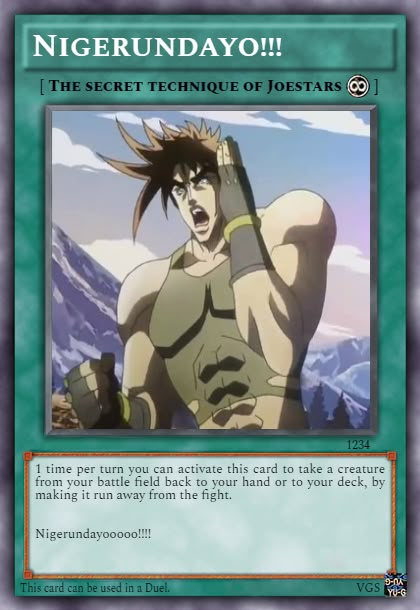 NIGERUNDAYO!!!
[ THE SECRET TECHNIQUE OF JOESTARS ]
1234
1 time per turn you can activate this card to take a creature
from your battle field back to your hand or to your deck, by
making it run away from the fight.
Nigerundayooooo!!!!
This card can be used in a Duel. VGS